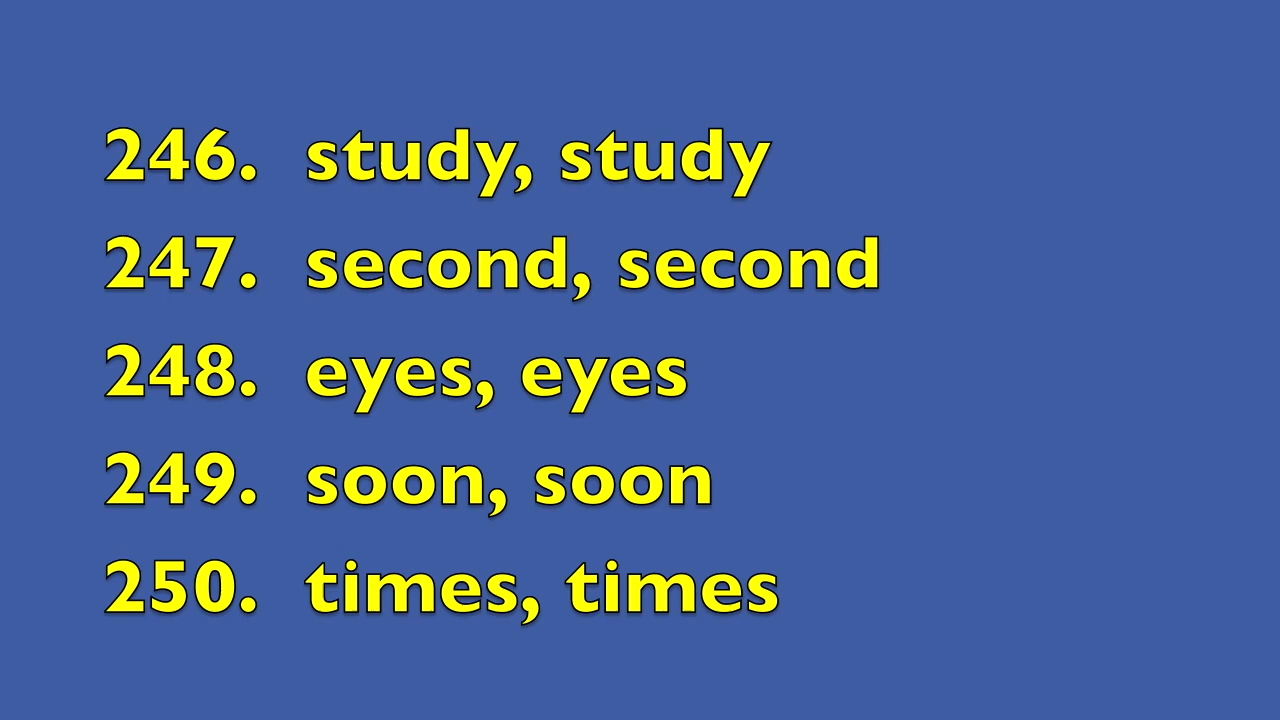 246. study, study
247. second, second
248. eyes, eyes
249. soon, soon
250. times, times